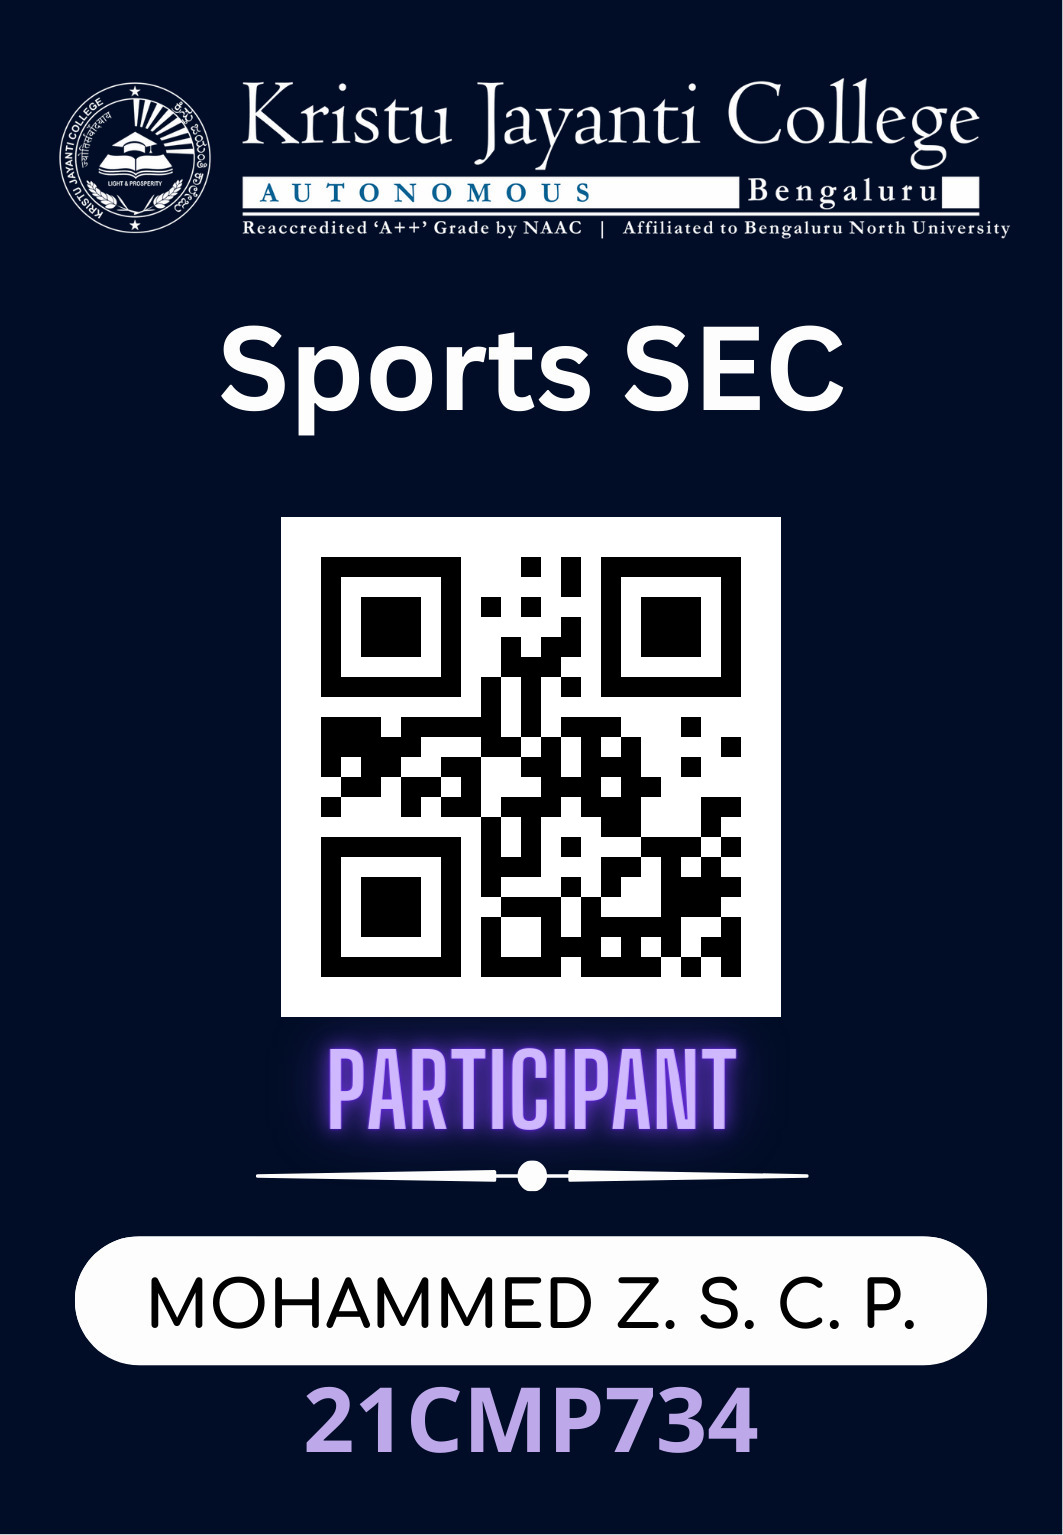 KRISTU JAYANTI COLLEGE
LIGHT & PROSPERITY
Kristu Jayanti College
AUTONOMOUS Bengaluru
Reaccredited ‘A++’ Grade by NAAC | Affiliated to Bengaluru North University
Sports SEC
PARTICIPANT
MOHAMMED Z. S. C. P.
21CMP734